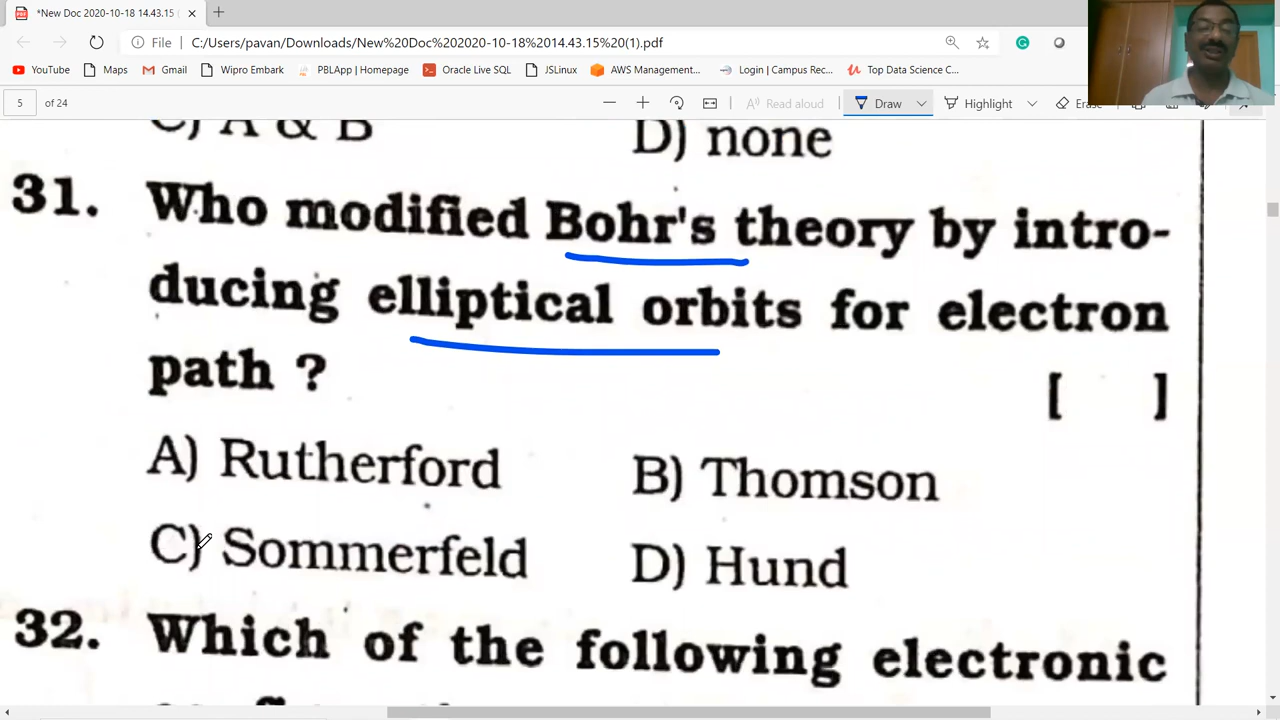 *New Doc 2020-10-18 14.43.15 (
File C:/Users/pavan/Downloads/New%20Doc%202020-10-18%2014.43.15%20(1).pdf
YouTube Maps Gmail Wipro Embark PBLApp | Homepage Oracle Live SQL JSLinux AWS Management... Login | Campus Rec... Top Data Science C...
5 of 24 Read aloud Draw Highlight Erase
C) A & B D) none
31. Who modified Bohr's theory by intro-
ducing elliptical orbits for electron
path ? [ ]
A) Rutherford B) Thomson
C) Sommerfeld D) Hund
32. Which of the following electronic